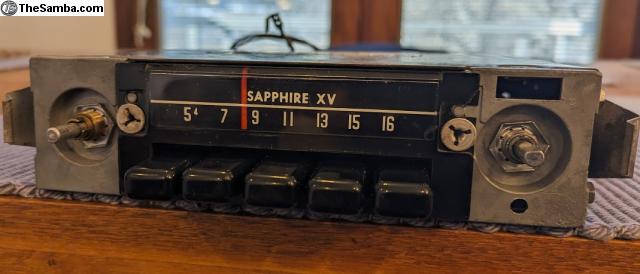 TheSamba.com
SAPPHIRE XV
5⁴ 7 9 11 13 15 16